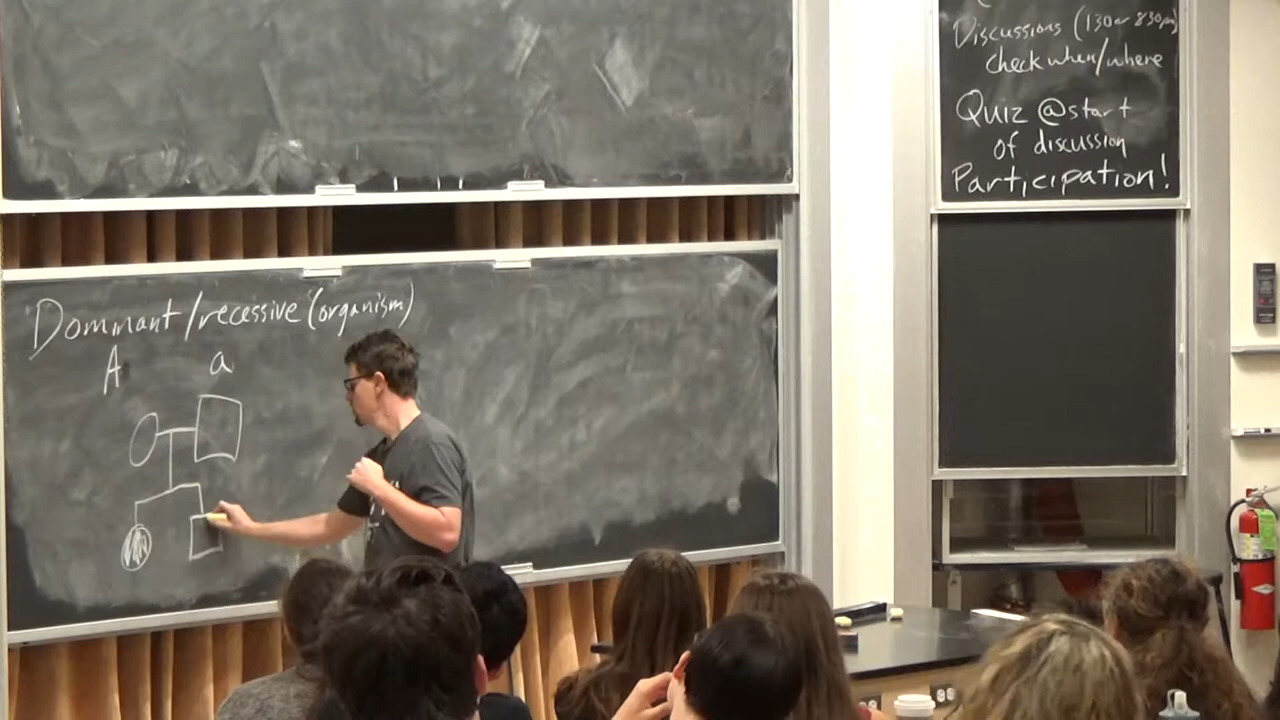 Dominant/recessive (organism)
A a
Discussions (130 or 830pm)
check when/where
Quiz @start
of discussion
Participation!